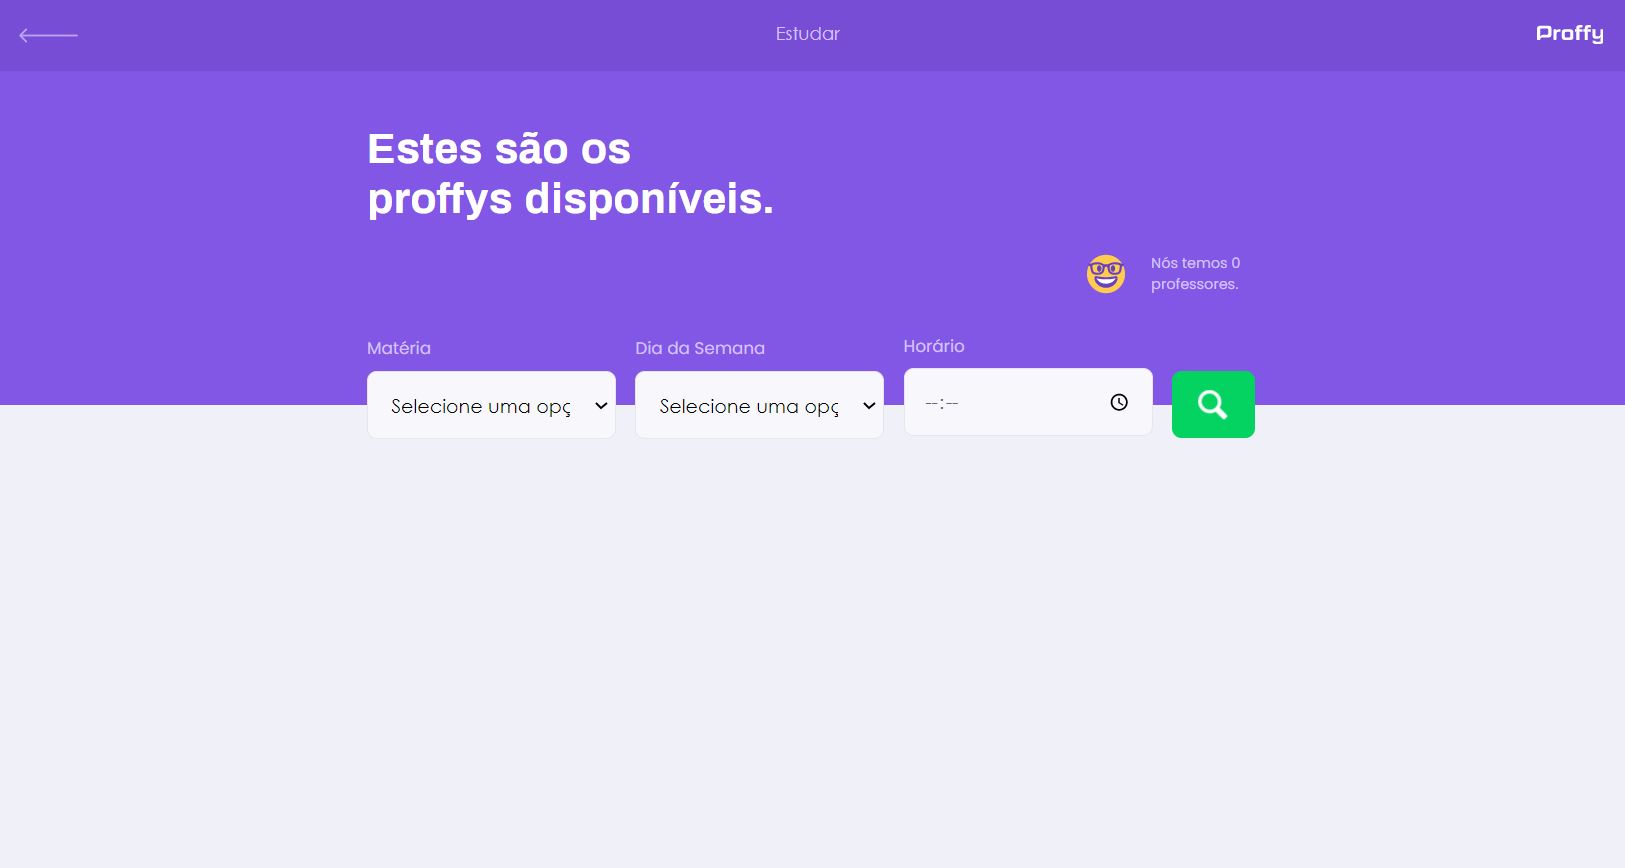 Estudar
Proffy
Estes são os
proffys disponíveis.
Nós temos 0
professores.
Matéria
Dia da Semana
Horário
Selecione uma opç
Selecione uma opç
--:--